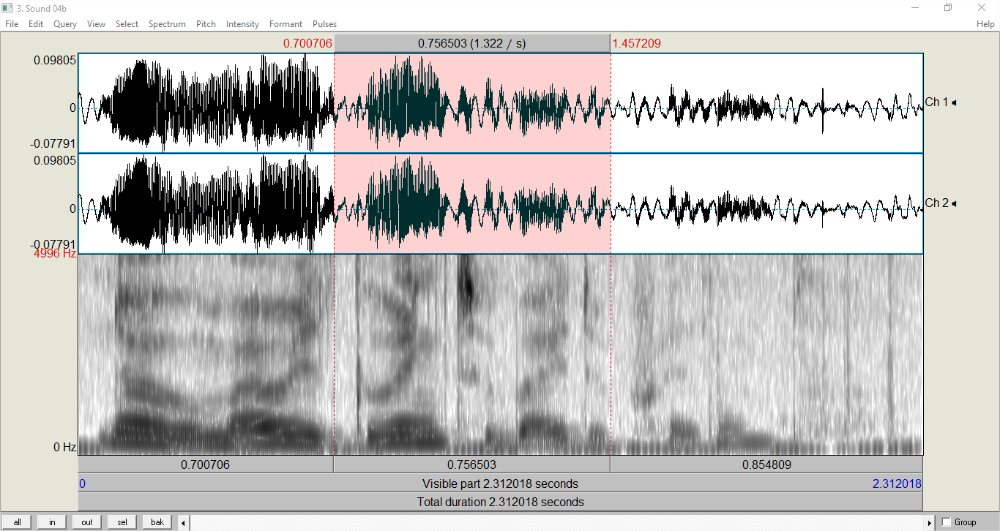 3. Sound 04b
File Edit Query View Select Spectrum Pitch Intensity Formant Pulses Help
0.700706 0.756503 (1.322 / s) 1.457209
0.09805
0 Ch 1
-0.07791
0.09805
0 Ch 2
-0.07791
4996 Hz
0 Hz
0.700706 0.756503 0.854809
0 Visible part 2.312018 seconds 2.312018
Total duration 2.312018 seconds
all in out sel bak Group